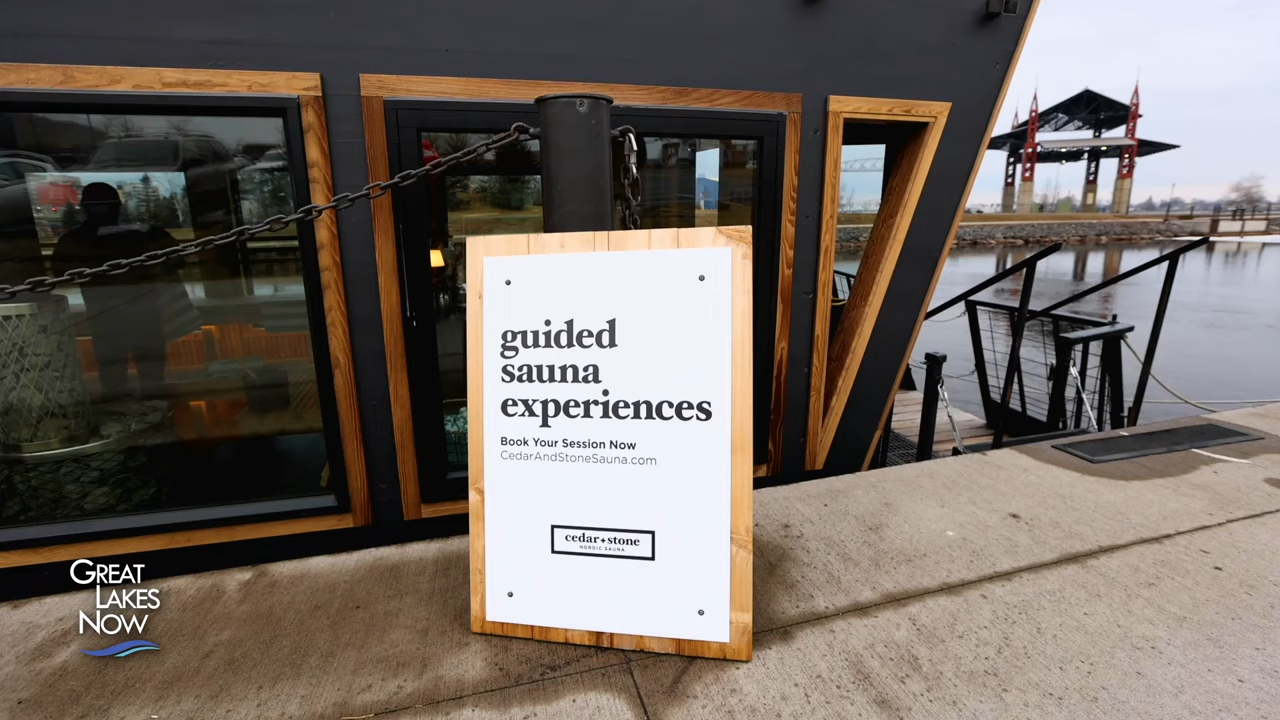 guided
sauna
experiences
Book Your Session Now
CedarAndStoneSauna.com
cedar+stone
NORDIC SAUNA
GREAT
LAKES
NOW